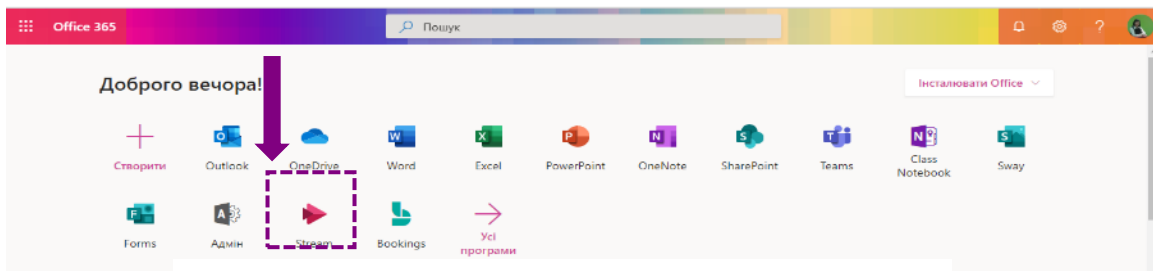 Office 365
Пошук
Доброго вечора!
Інсталювати Office
Створити
Outlook
OneDrive
Word
Excel
PowerPoint
OneNote
SharePoint
Teams
Class
Notebook
Sway
Forms
Адмін
Stream
Bookings
Усі
програми